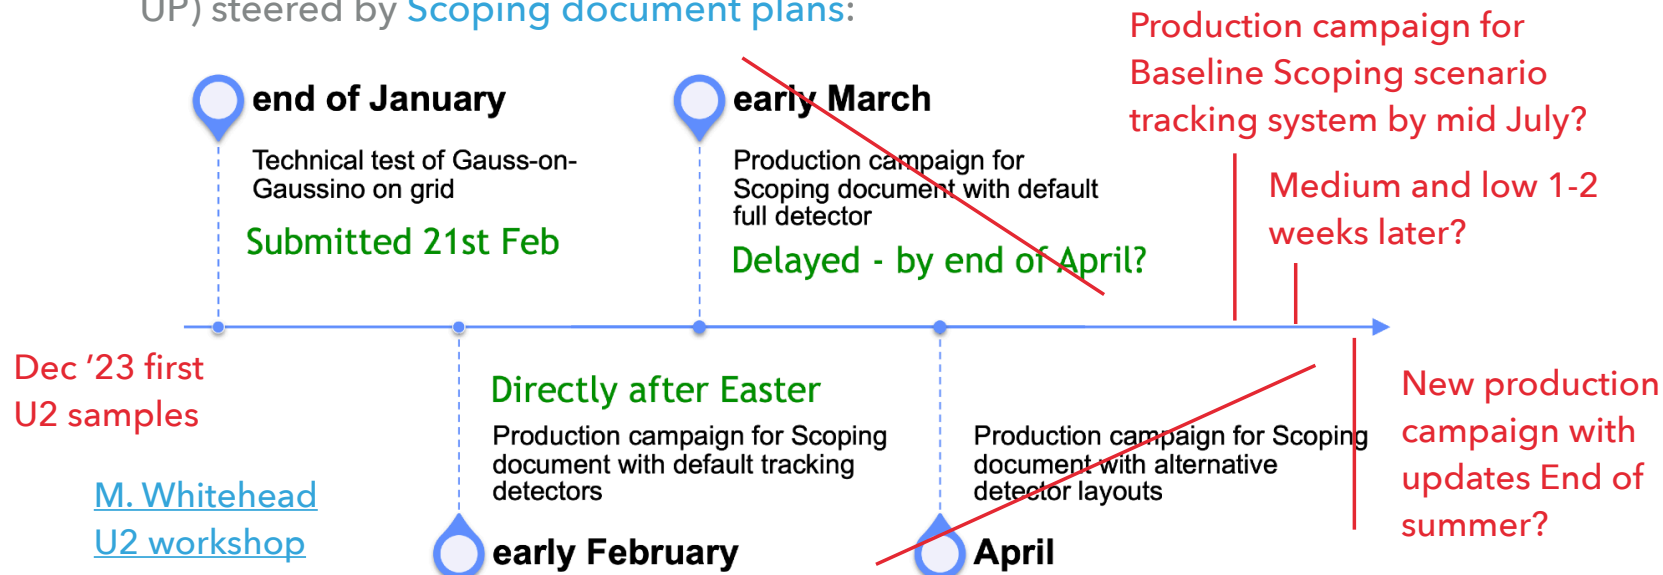 UP) steered by Scoping document plans:
Production campaign for
Baseline Scoping scenario
tracking system by mid July?
end of January
early March
Technical test of Gauss-on-
Gaussino on grid
Submitted 21st Feb
Production campaign for
Scoping document with default
full detector
Delayed - by end of April?
Medium and low 1-2
weeks later?
Dec ’23 first
U2 samples
M. Whitehead
U2 workshop
Directly after Easter
Production campaign for Scoping
document with default tracking
detectors
early February
Production campaign for Scoping
document with alternative
detector layouts
April
New production
campaign with
updates End of
summer?